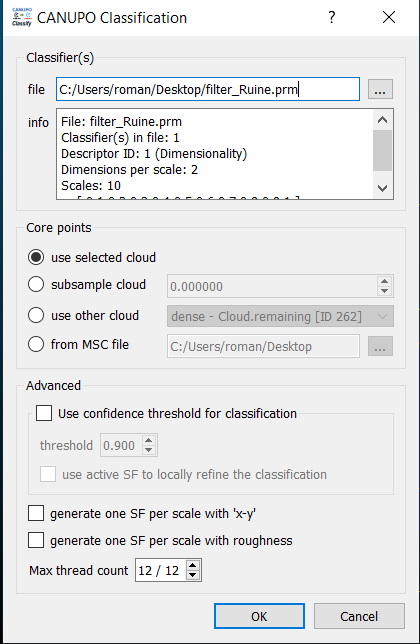 CANUPO
Classify
CANUPO Classification
?
Classifier(s)
file C:/Users/roman/Desktop/filter_Ruine.prm ...
info File: filter_Ruine.prm
Classifier(s) in file: 1
Descriptor ID: 1 (Dimensionality)
Dimensions per scale: 2
Scales: 10
Core points
use selected cloud
subsample cloud 0.000000
use other cloud dense - Cloud.remaining [ID 262]
from MSC file C:/Users/roman/Desktop ...
Advanced
Use confidence threshold for classification
threshold 0.900
use active SF to locally refine the classification
generate one SF per scale with 'x-y'
generate one SF per scale with roughness
Max thread count 12 / 12
OK Cancel